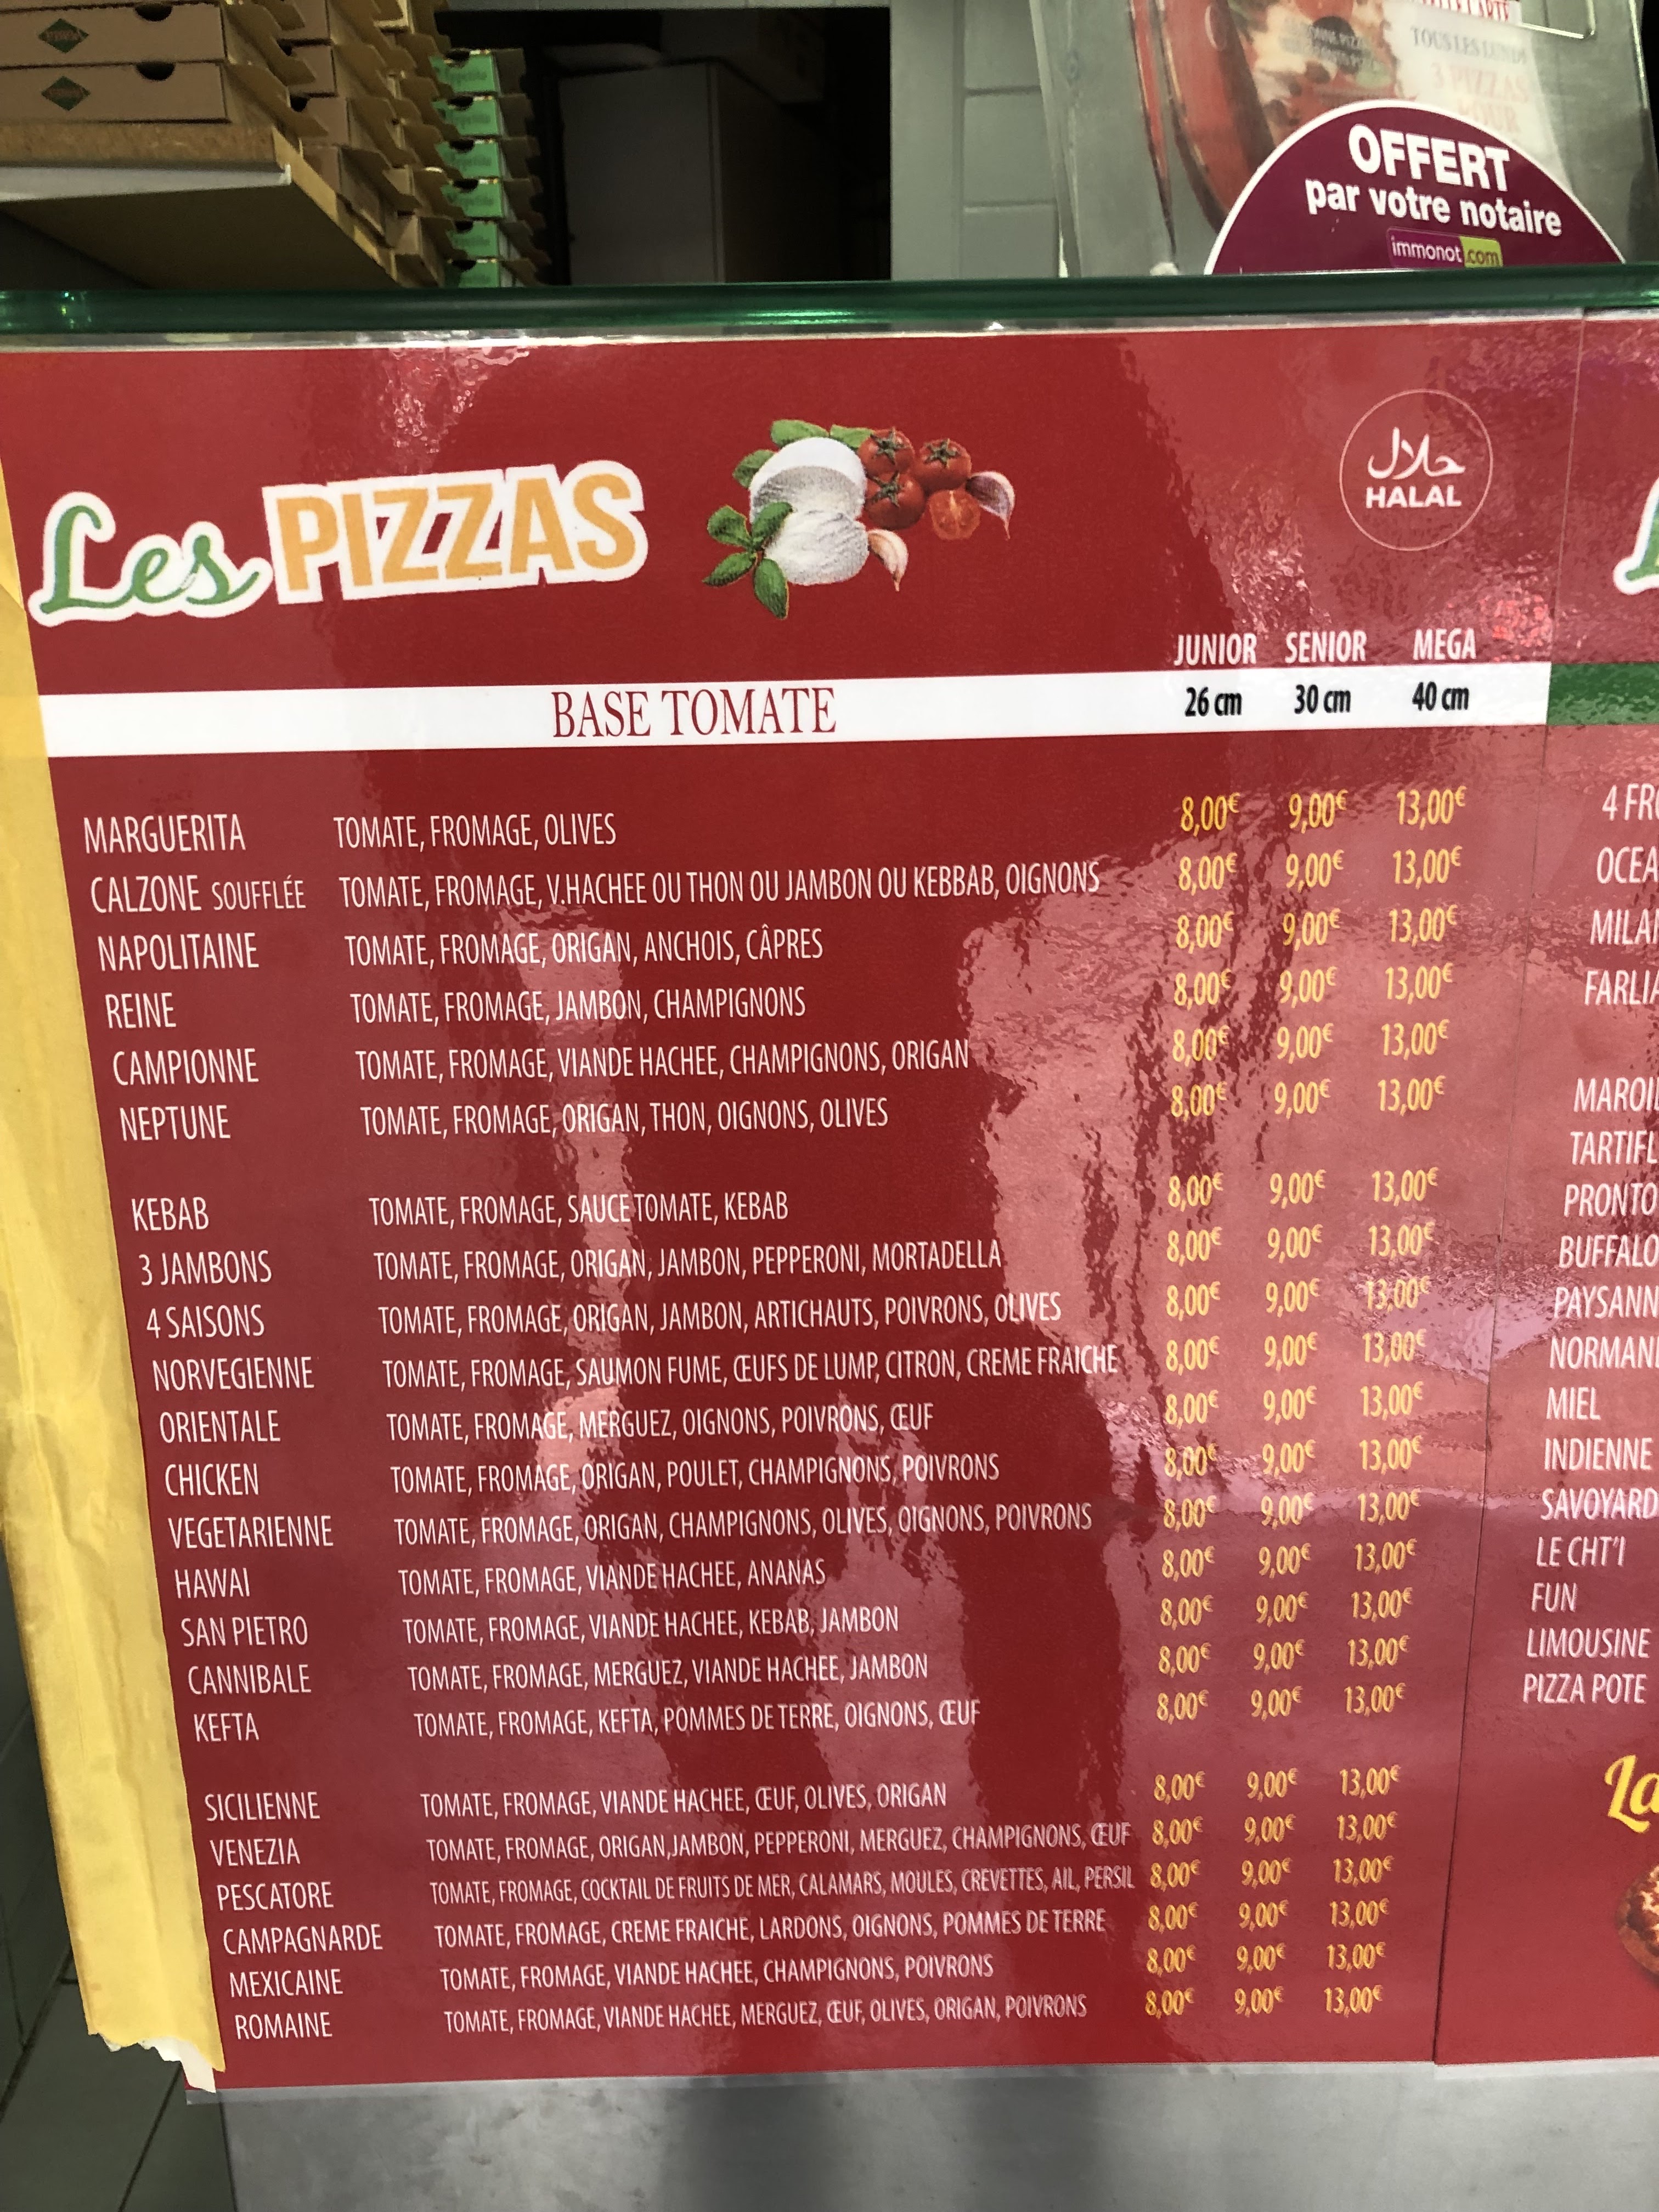 TOUS LES LUNDIS
3 PIZZAS
POUR
OFFERT
par votre notaire
immonot.com
Les PIZZAS
حلال
HALAL
JUNIOR SENIOR MEGA
BASE TOMATE 26 cm 30 cm 40 cm
MARGUERITA TOMATE, FROMAGE, OLIVES 8,00€ 9,00€ 13,00€
CALZONE SOUFFLÉE TOMATE, FROMAGE, V.HACHEE OU THON OU JAMBON OU KEBBAB, OIGNONS 8,00€ 9,00€ 13,00€
NAPOLITAINE TOMATE, FROMAGE, ORIGAN, ANCHOIS, CÂPRES 8,00€ 9,00€ 13,00€
REINE TOMATE, FROMAGE, JAMBON, CHAMPIGNONS 8,00€ 9,00€ 13,00€
CAMPIONNE TOMATE, FROMAGE, VIANDE HACHEE, CHAMPIGNONS, ORIGAN 8,00€ 9,00€ 13,00€
NEPTUNE TOMATE, FROMAGE, ORIGAN, THON, OIGNONS, OLIVES 8,00€ 9,00€ 13,00€
KEBAB TOMATE, FROMAGE, SAUCE TOMATE, KEBAB 8,00€ 9,00€ 13,00€
3 JAMBONS TOMATE, FROMAGE, ORIGAN, JAMBON, PEPPERONI, MORTADELLA 8,00€ 9,00€ 13,00€
4 SAISONS TOMATE, FROMAGE, ORIGAN, JAMBON, ARTICHAUTS, POIVRONS, OLIVES 8,00€ 9,00€ 13,00€
NORVEGIENNE TOMATE, FROMAGE, SAUMON FUME, ŒUFS DE LUMP, CITRON, CREME FRAICHE 8,00€ 9,00€ 13,00€
ORIENTALE TOMATE, FROMAGE, MERGUEZ, OIGNONS, POIVRONS, ŒUF 8,00€ 9,00€ 13,00€
CHICKEN TOMATE, FROMAGE, ORIGAN, POULET, CHAMPIGNONS, POIVRONS 8,00€ 9,00€ 13,00€
VEGETARIENNE TOMATE, FROMAGE, ORIGAN, CHAMPIGNONS, OLIVES, OIGNONS, POIVRONS 8,00€ 9,00€ 13,00€
HAWAI TOMATE, FROMAGE, VIANDE HACHEE, ANANAS 8,00€ 9,00€ 13,00€
SAN PIETRO TOMATE, FROMAGE, VIANDE HACHEE, KEBAB, JAMBON 8,00€ 9,00€ 13,00€
CANNIBALE TOMATE, FROMAGE, MERGUEZ, VIANDE HACHEE, JAMBON 8,00€ 9,00€ 13,00€
KEFTA TOMATE, FROMAGE, KEFTA, POMMES DE TERRE, OIGNONS, ŒUF 8,00€ 9,00€ 13,00€
SICILIENNE TOMATE, FROMAGE, VIANDE HACHEE, ŒUF, OLIVES, ORIGAN 8,00€ 9,00€ 13,00€
VENEZIA TOMATE, FROMAGE, ORIGAN,JAMBON, PEPPERONI, MERGUEZ, CHAMPIGNONS, ŒUF 8,00€ 9,00€ 13,00€
PESCATORE TOMATE, FROMAGE, COCKTAIL DE FRUITS DE MER, CALAMARS, MOULES, CREVETTES, AIL, PERSIL 8,00€ 9,00€ 13,00€
CAMPAGNARDE TOMATE, FROMAGE, CREME FRAICHE, LARDONS, OIGNONS, POMMES DE TERRE 8,00€ 9,00€ 13,00€
MEXICAINE TOMATE, FROMAGE, VIANDE HACHEE, CHAMPIGNONS, POIVRONS 8,00€ 9,00€ 13,00€
ROMAINE TOMATE, FROMAGE, VIANDE HACHEE, MERGUEZ, ŒUF, OLIVES, ORIGAN, POIVRONS 8,00€ 9,00€ 13,00€
4 FRO
OCEA
MILAN
FARLIA
MAROIL
TARTIFL
PRONTO
BUFFALO
PAYSANN
NORMAN
MIEL
INDIENNE
SAVOYARD
LE CHT'I
FUN
LIMOUSINE
PIZZA POTE
La